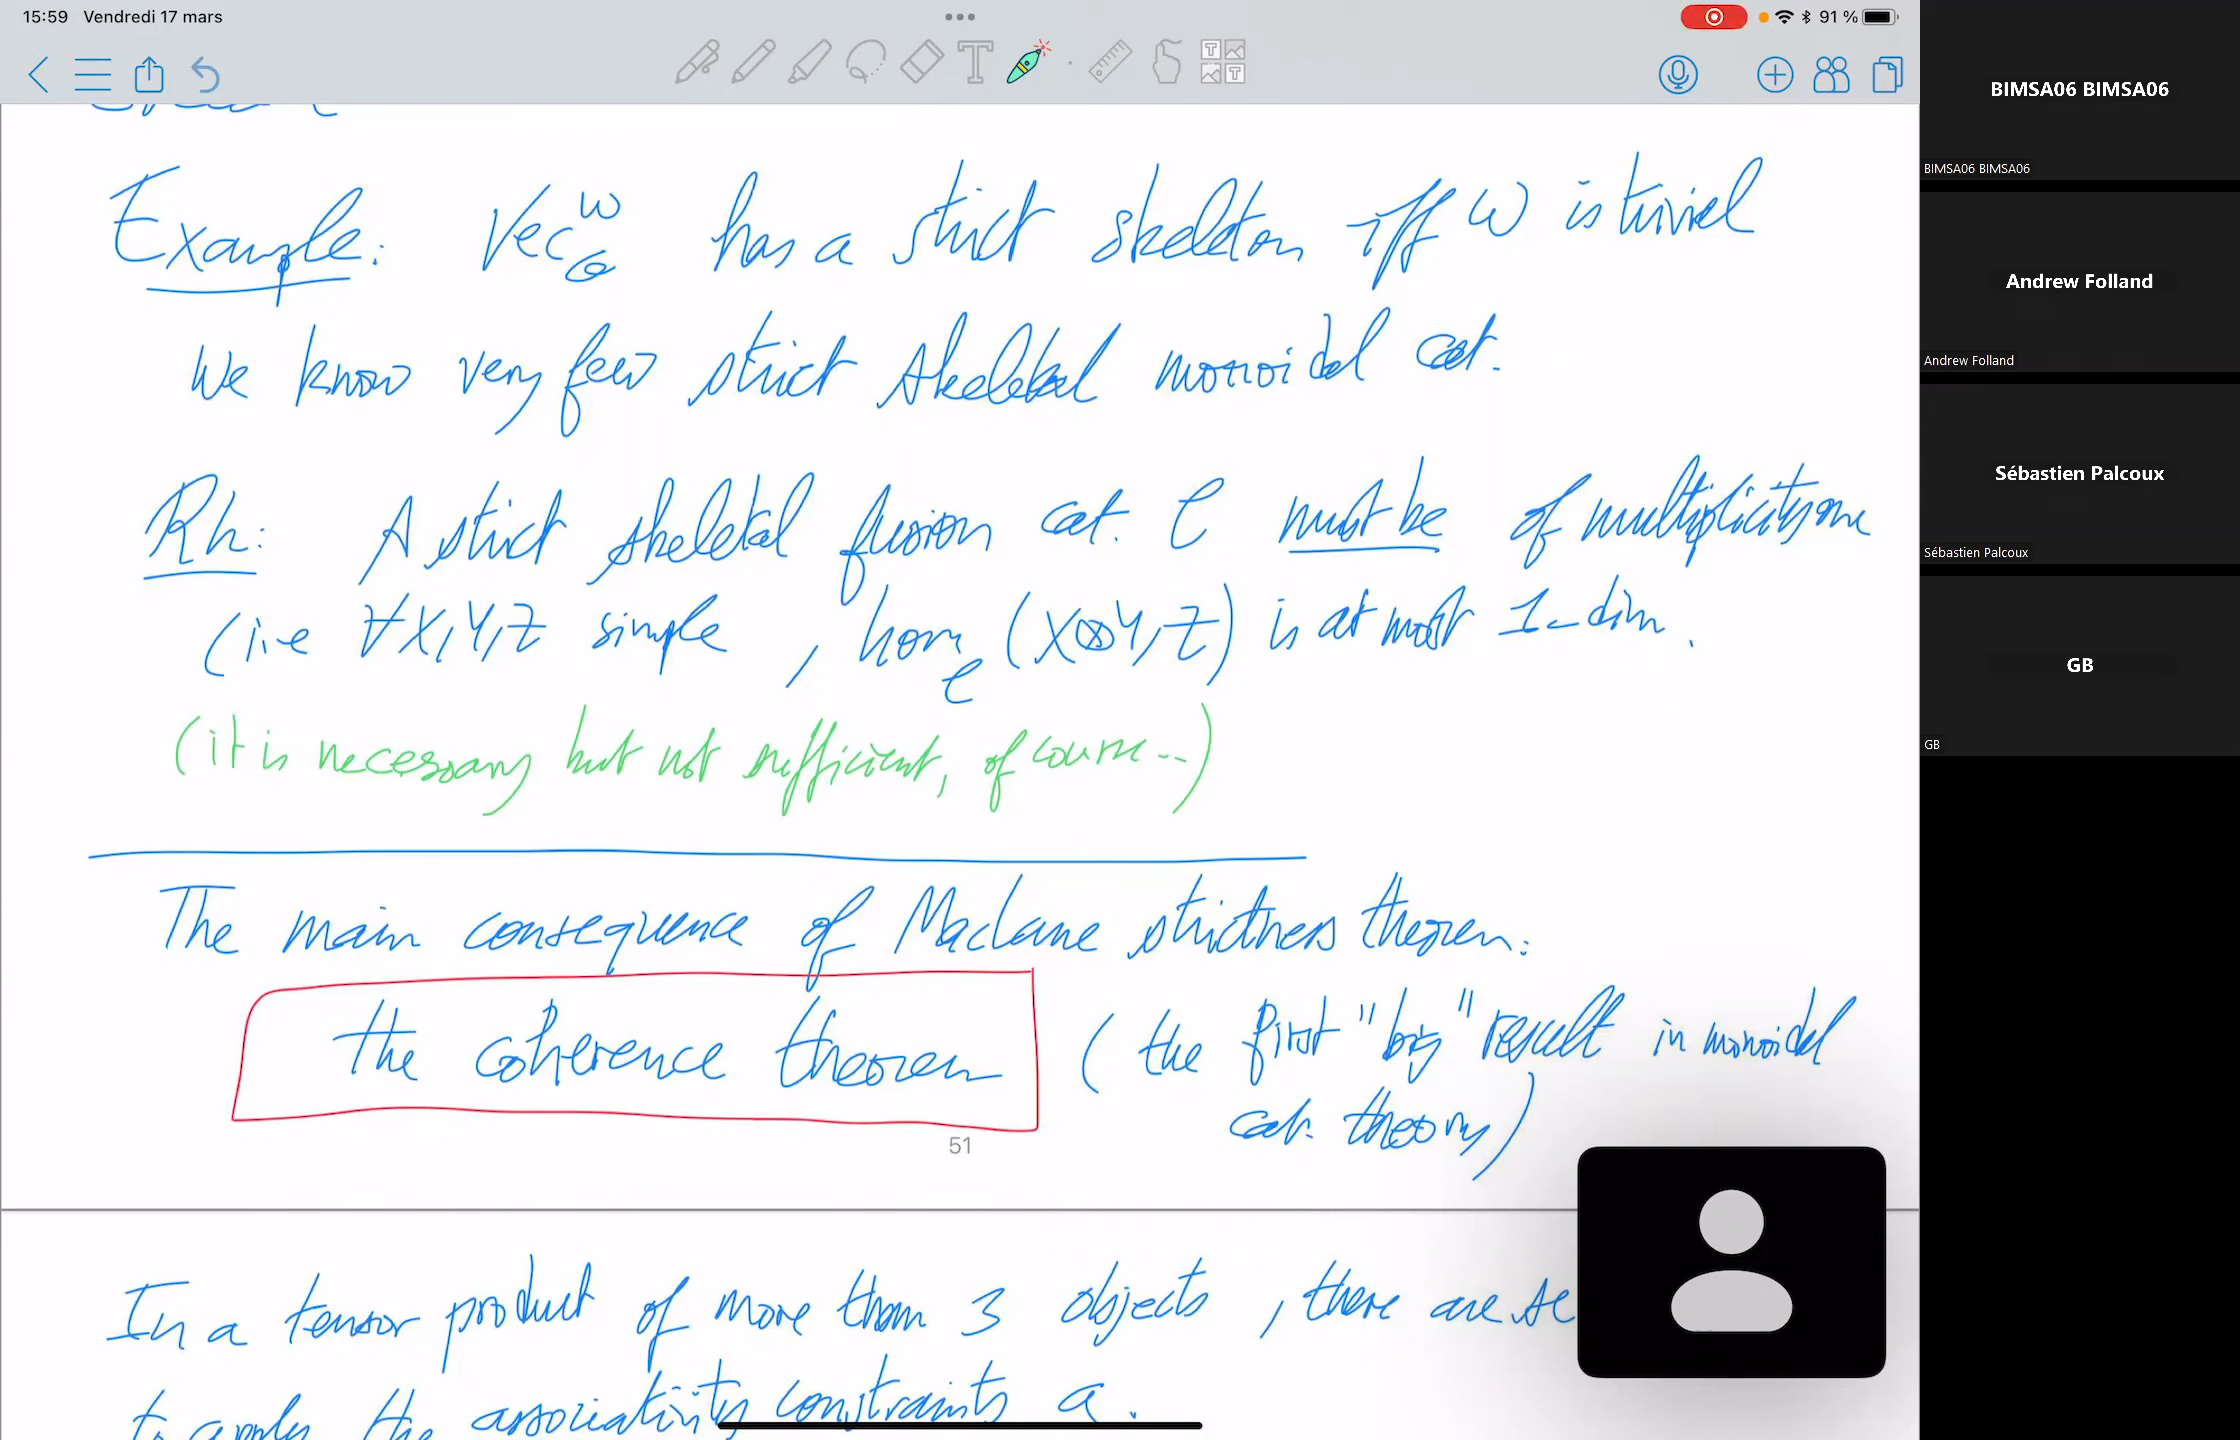 15:59 Vendredi 17 mars
91 %
Example: Vec_G^ω has a strict skeleton iff ω is trivial
We know very few strict skeletal monoidal cat.
Rk: A strict skeletal fusion cat. C must be of multiplicity one
(i.e ∀X,Y,Z simple, hom_C (X⊗Y,Z) is at most 1-dim.
(it is necessary but not sufficient, of course...)
The main consequence of MacLane strictness theorem:
the coherence theorem (the first "big" result in monoidal
cat. theory)
51
In a tensor product of more than 3 objects, there are
to apply the associativity constraints a.
BIMSA06 BIMSA06
BIMSA06 BIMSA06
Andrew Folland
Andrew Folland
Sébastien Palcoux
Sébastien Palcoux
GB
GB